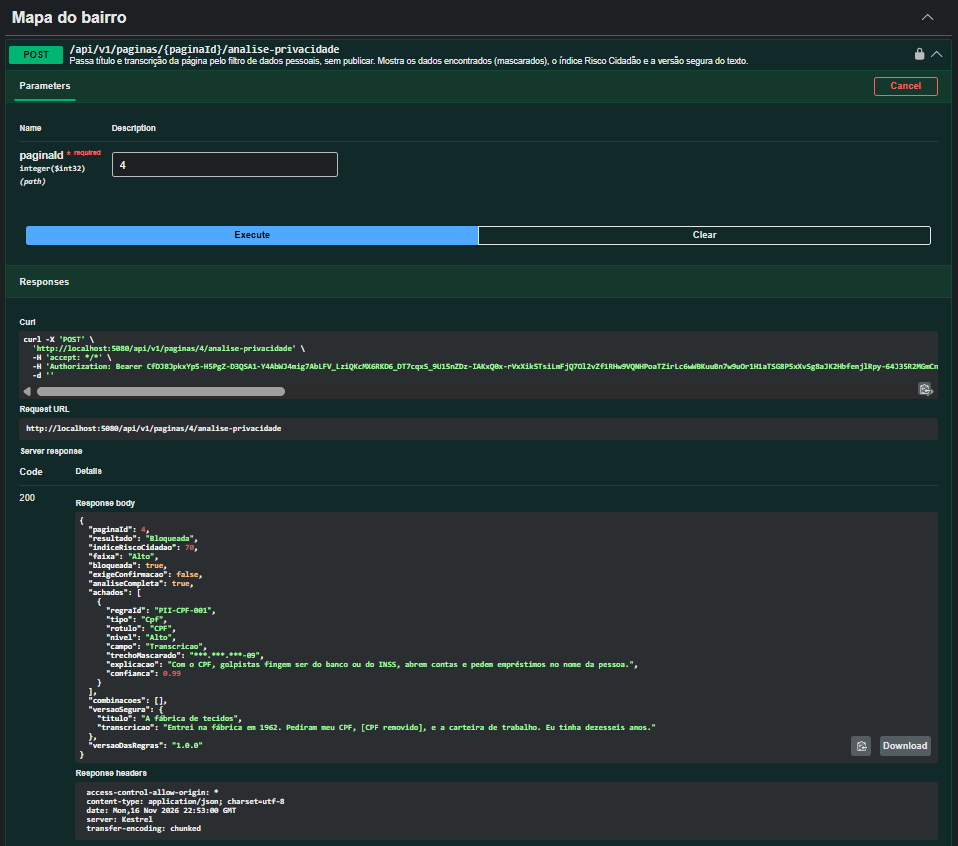 Mapa do bairro
POST /api/v1/paginas/{paginaId}/analise-privacidade
Passa título e transcrição da página pelo filtro de dados pessoais, sem publicar. Mostra os dados encontrados (mascarados), o índice Risco Cidadão e a versão segura do texto.
Parameters
Cancel
Name Description
paginaId * required
integer($int32)
(path)
4
Execute
Clear
Responses
Curl
curl -X 'POST' \
'http://localhost:5080/api/v1/paginas/4/analise-privacidade' \
-H 'accept: */*' \
-H 'Authorization: Bearer
-d ''
Request URL
http://localhost:5080/api/v1/paginas/4/analise-privacidade
Server response
Code Details
200
Response body
{
"paginaId": 4,
"resultado": "Bloqueada",
"indiceRiscoCidadao": 70,
"faixa": "Alto",
"bloqueada": true,
"exigeConfirmacao": false,
"analiseCompleta": true,
"achados": [
{
"regraId": "PII-CPF-001",
"tipo": "Cpf",
"rotulo": "CPF",
"nivel": "Alto",
"campo": "Transcricao",
"trechoMascarado": "***.***.***-09",
"explicacao": "Com o CPF, golpistas fingem ser do banco ou do INSS, abrem contas e pedem empréstimos no nome da pessoa.",
"confianca": 0.99
}
],
"combinacoes": [],
"versaoSegura": {
"titulo": "A fábrica de tecidos",
"transcricao": "Entrei na fábrica em 1962. Pediram meu CPF, [CPF removido], e a carteira de trabalho. Eu tinha dezesseis anos."
},
"versaoDasRegras": "1.0.0"
}
Download
Response headers
access-control-allow-origin: *
content-type: application/json; charset=utf-8
date: Mon,16 Nov 2026 22:53:00 GMT
server: Kestrel
transfer-encoding: chunked